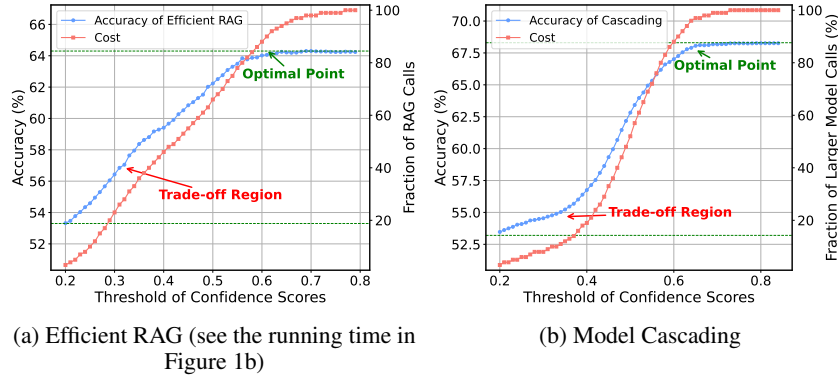 Accuracy of Efficient RAG
Cost
Optimal Point
Trade-off Region
Accuracy (%)
66
64
62
60
58
56
54
52
0.2 0.3 0.4 0.5 0.6 0.7 0.8
Threshold of Confidence Scores
Fraction of RAG Calls
100
80
60
40
20
(a) Efficient RAG (see the running time in
Figure 1b)
Accuracy of Cascading
Cost
Optimal Point
Trade-off Region
Accuracy (%)
70.0
67.5
65.0
62.5
60.0
57.5
55.0
52.5
0.2 0.4 0.6 0.8
Threshold of Confidence Scores
Fraction of Larger Model Calls (%)
100
80
60
40
20
(b) Model Cascading